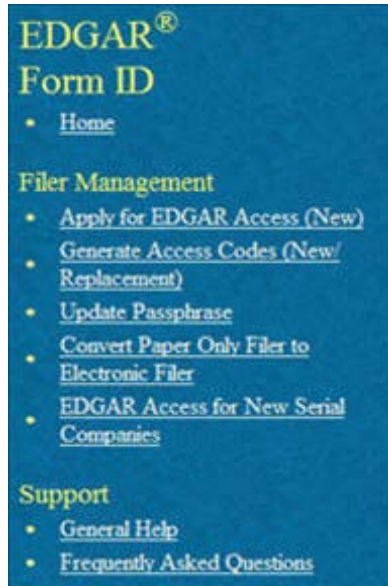 EDGAR®
Form ID
• Home
Filer Management
• Apply for EDGAR Access (New)
• Generate Access Codes (New/
Replacement)
• Update Passphrase
• Convert Paper Only Filer to
Electronic Filer
• EDGAR Access for New Serial
Companies
Support
• General Help
• Frequently Asked Questions